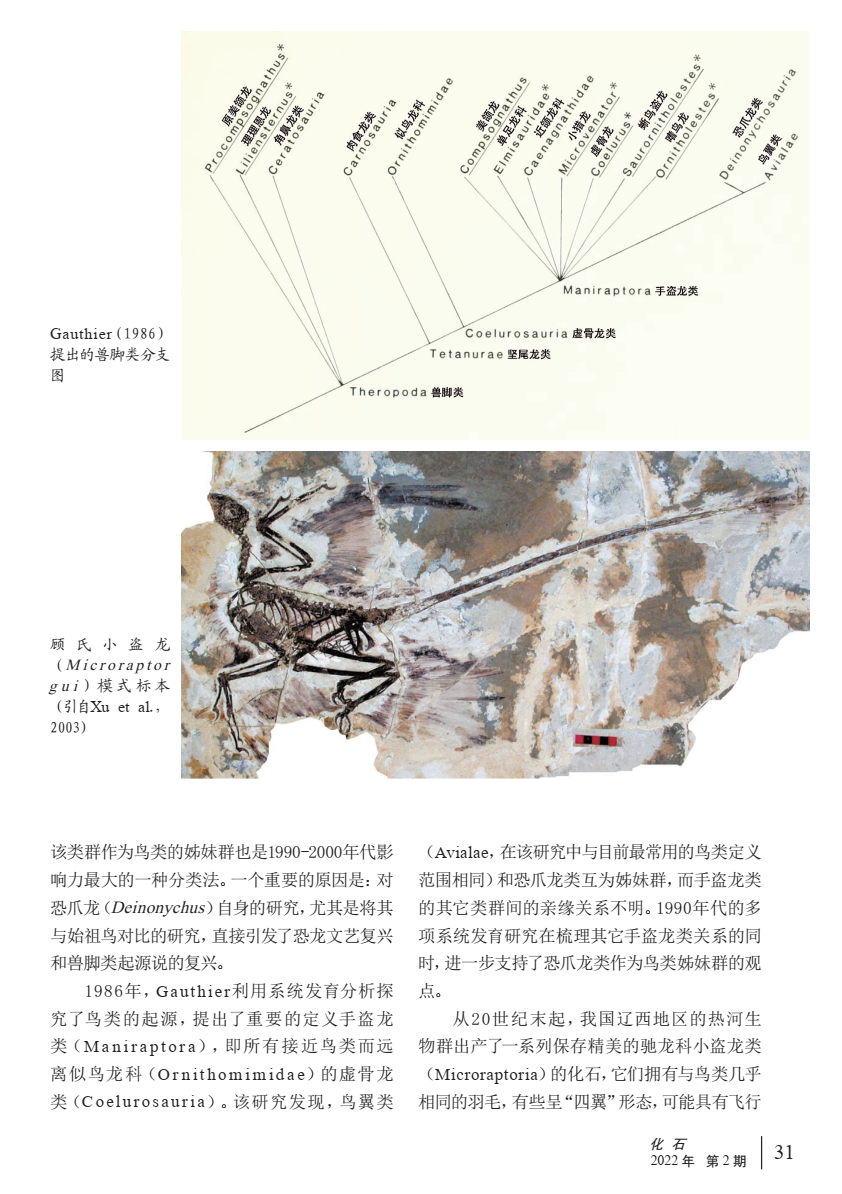 原美颌龙
Procompsognathus*
理理恩龙
Liliensternus*
角鼻龙类
Ceratosauria
肉食龙类
Carnosauria
似鸟龙科
Ornithomimidae
美颌龙
Compsognathus
单足龙科
Elmisauridae*
近颌龙科
Caenagnathidae
小猎龙
Microvenator*
虚骨龙
Coelurus*
蜥鸟盗龙
Saurornitholestes*
嗜鸟龙
Ornitholestes*
恐爪龙类
Deinonychosauria
鸟翼类
Avialae
Maniraptora 手盗龙类
Coelurosauria 虚骨龙类
Tetanurae 坚尾龙类
Theropoda 兽脚类
Gauthier（1986）
提出的兽脚类分支
图
顾氏小盗龙
（Microraptor
gui）模式标本
（引自Xu et al.，
2003）
该类群作为鸟类的姊妹群也是1990-2000年代影
响力最大的一种分类法。一个重要的原因是：对
恐爪龙（Deinonychus）自身的研究，尤其是将其
与始祖鸟对比的研究，直接引发了恐龙文艺复兴
和兽脚类起源说的复兴。
1986年，Gauthier利用系统发育分析探
究了鸟类的起源，提出了重要的定义手盗龙
类（Maniraptora），即所有接近鸟类而远
离似鸟龙科（Ornithomimidae）的虚骨龙
类（Coelurosauria）。该研究发现，鸟翼类
（Avialae，在该研究中与目前最常用的鸟类定义
范围相同）和恐爪龙类互为姊妹群，而手盗龙类
的其它类群间的亲缘关系不明。1990年代的多
项系统发育研究在梳理其它手盗龙类关系的同
时，进一步支持了恐爪龙类作为鸟类姊妹群的观
点。
从20世纪末起，我国辽西地区的热河生
物群出产了一系列保存精美的驰龙科小盗龙类
（Microraptoria）的化石，它们拥有与鸟类几乎
相同的羽毛，有些呈“四翼”形态，可能具有飞行
化石
2022年 第2期
31